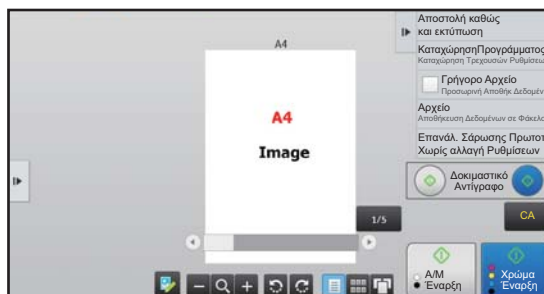 A4
A4
Image
1/5
Αποστολή καθώς
και εκτύπωση
ΚαταχώρησηΠρογράμματος
Καταχώρηση Τρεχουσών Ρυθμίσεω
Γρήγορο Αρχείο
Προσωρινή Αποθήκ Δεδομέν
Αρχείο
Αποθήκευση Δεδομένων σε Φάκελο
Επανάλ. Σάρωσης Πρωτοτ
Χωρίς αλλαγή Ρυθμίσεων
Δοκιμαστικό
Αντίγραφο
CA
Α/Μ
Έναρξη
Χρώμα
Έναρξη